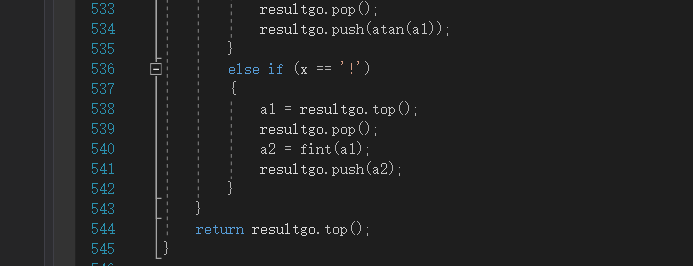 533 resultgo.pop();
534 resultgo.push(atan(a1));
535 }
536 else if (x == '!')
537 {
538 a1 = resultgo.top();
539 resultgo.pop();
540 a2 = fint(a1);
541 resultgo.push(a2);
542 }
543 }
544 return resultgo.top();
545 }